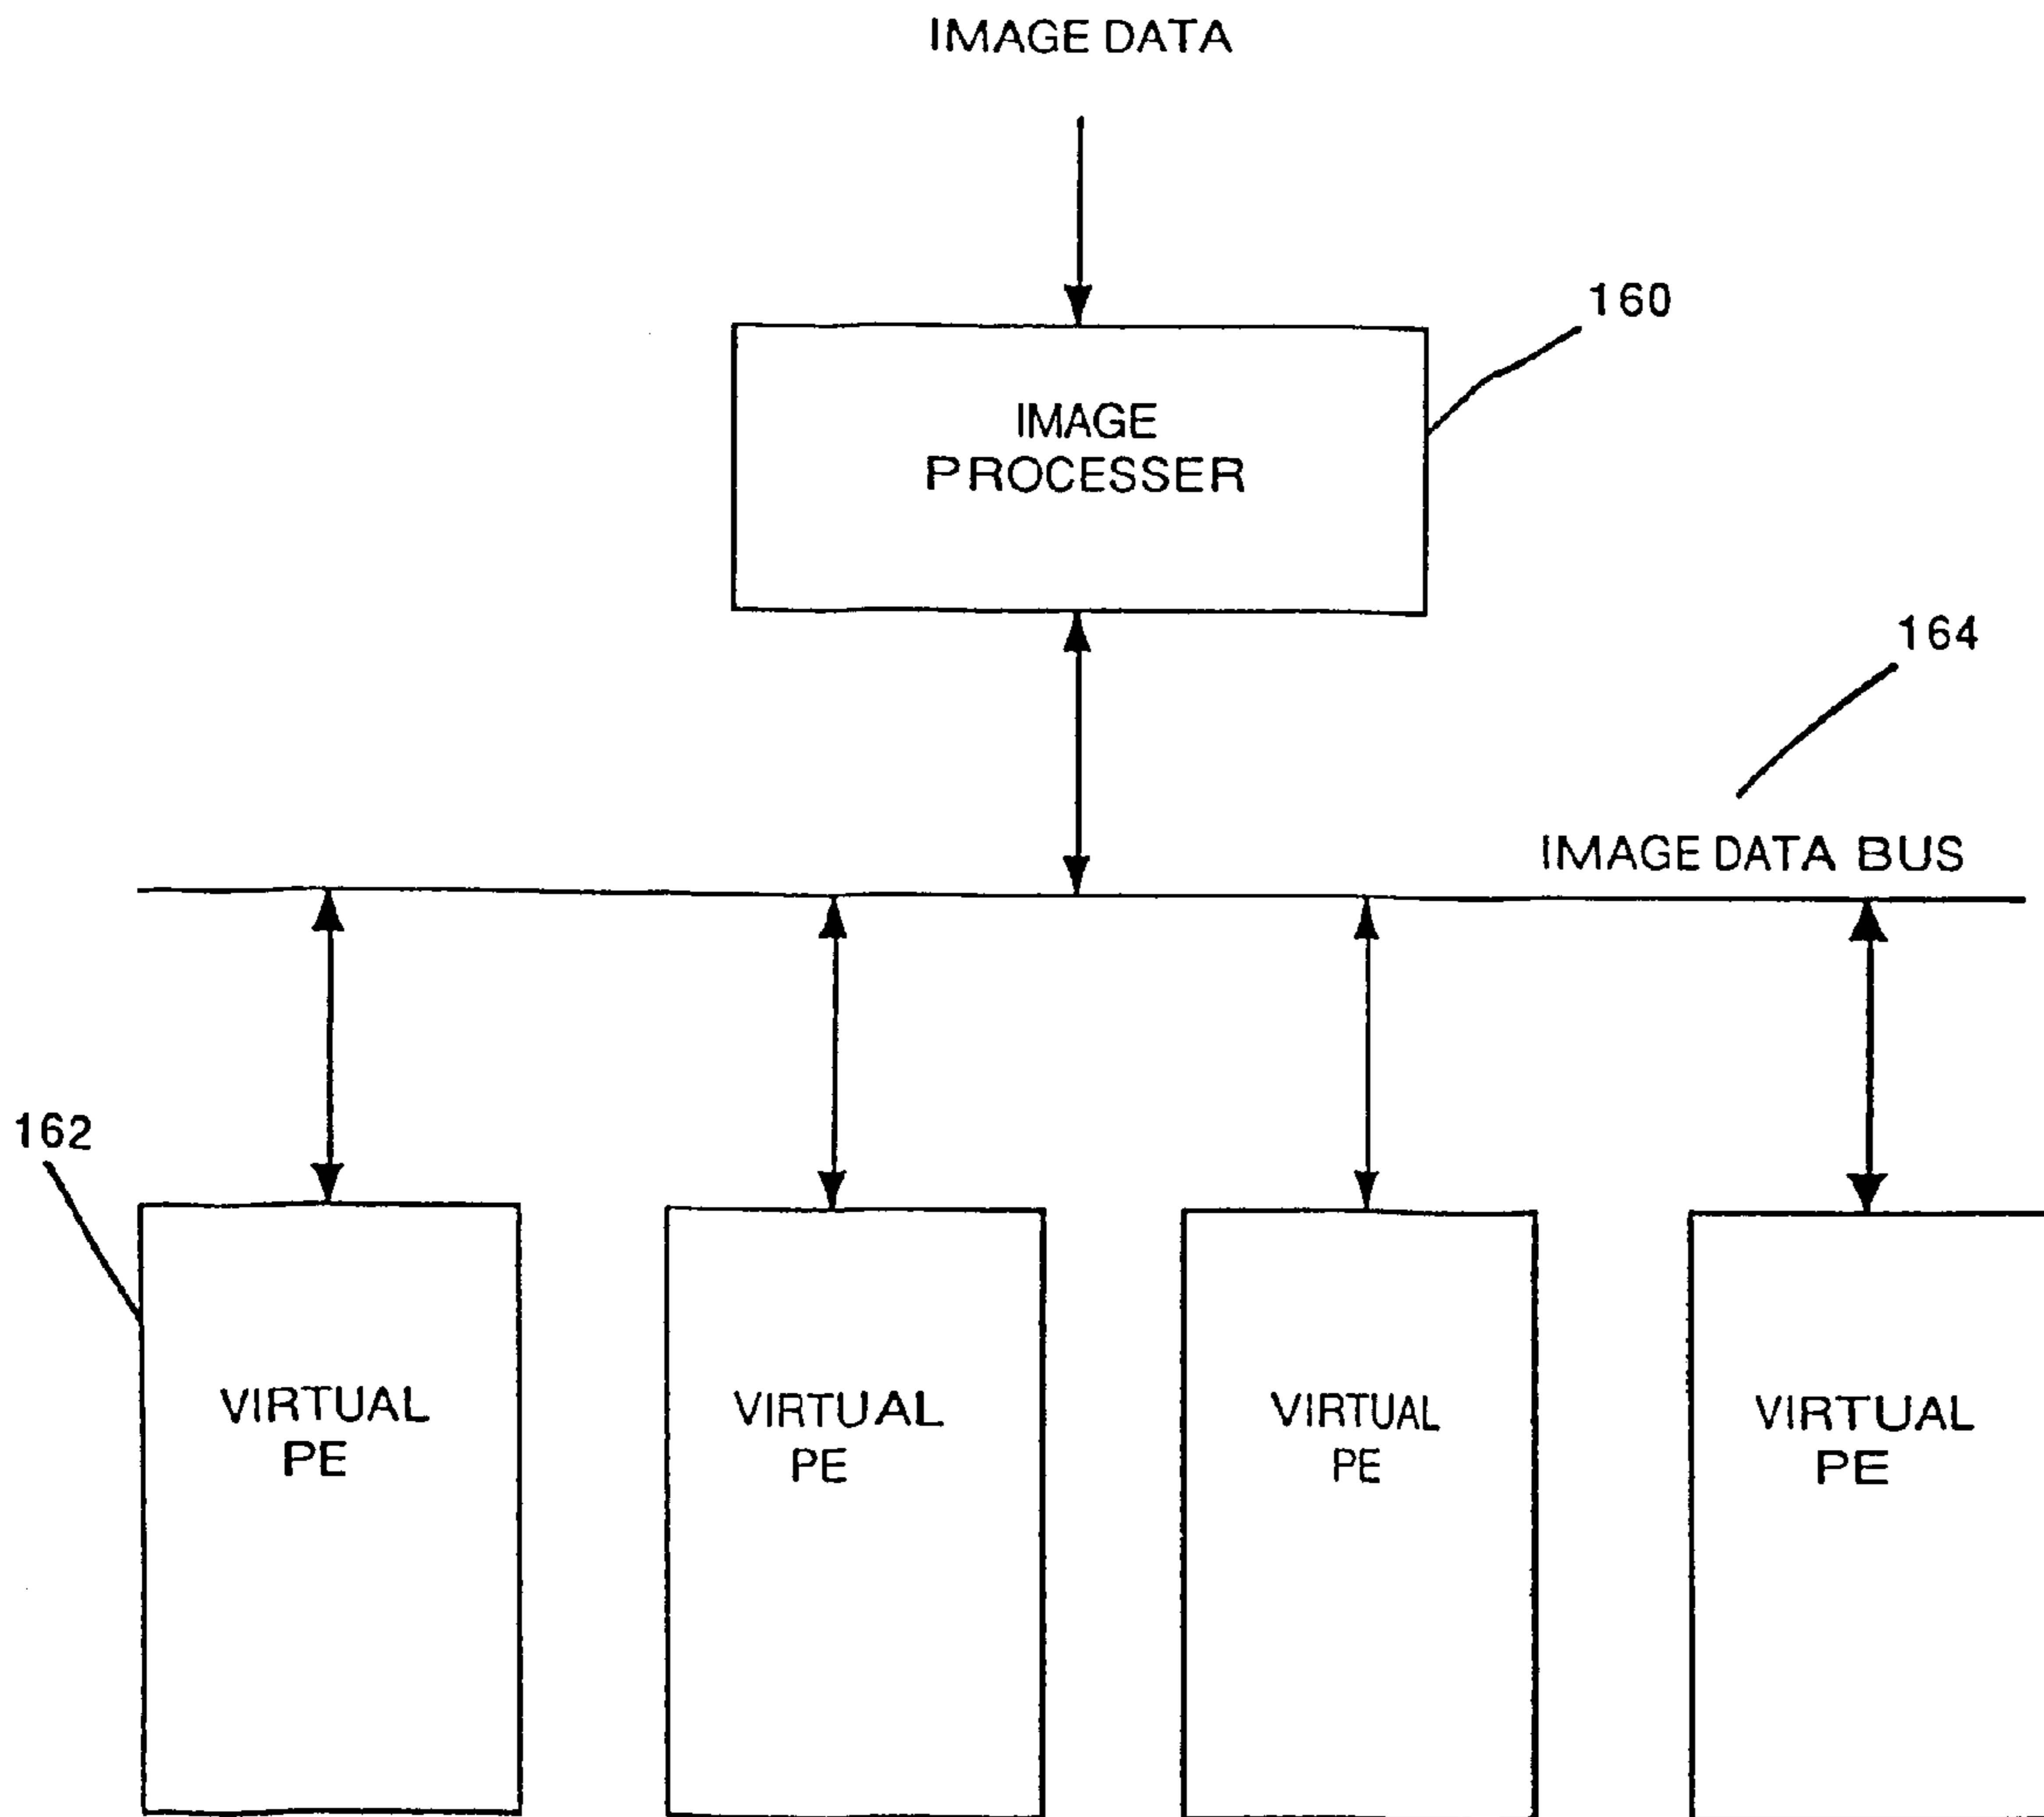 IMAGE DATA
160
IMAGE
PROCESSER
164
IMAGE DATA BUS
162
VIRTUAL
PE
VIRTUAL
PE
VIRTUAL
PE
VIRTUAL
PE